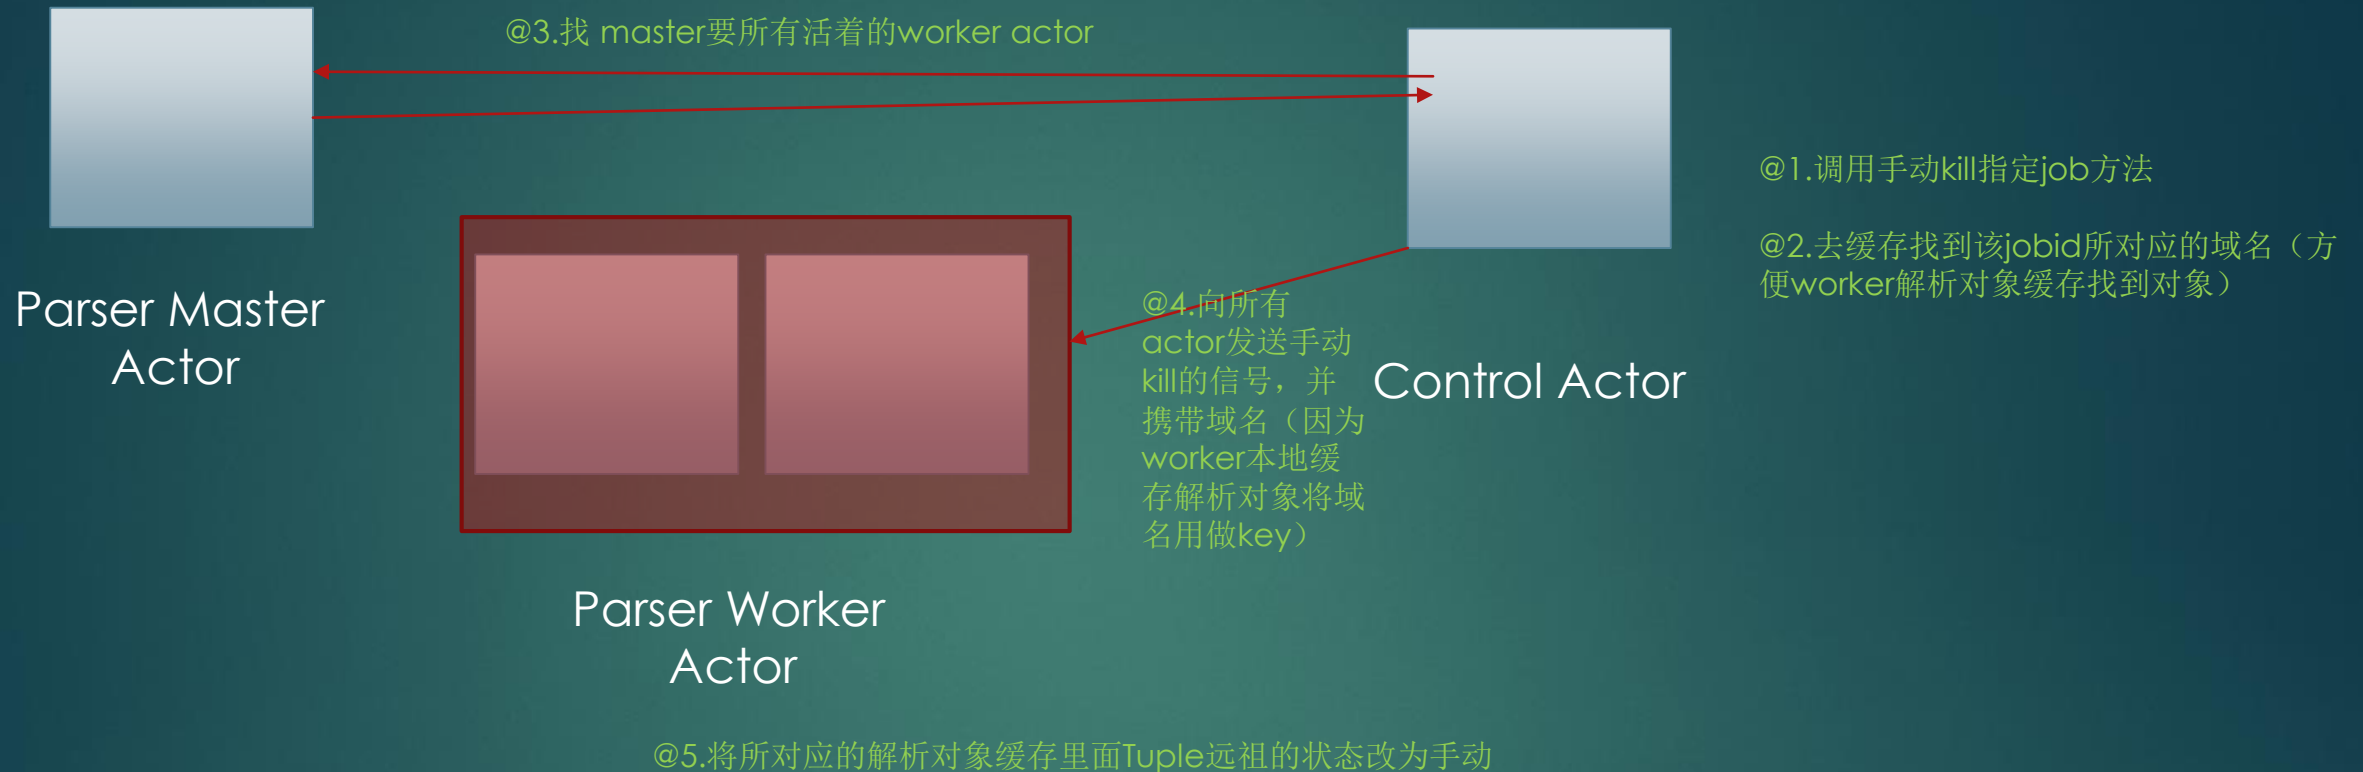 @3.找 master要所有活着的worker actor
@1.调用手动kill指定job方法
@2.去缓存找到该jobid所对应的域名（方
便worker解析对象缓存找到对象）
Parser Master
Actor
@4.向所有
actor发送手动
kill的信号，并
携带域名（因为
worker本地缓
存解析对象将域
名用做key）
Control Actor
Parser Worker
Actor
@5.将所对应的解析对象缓存里面Tuple远祖的状态改为手动